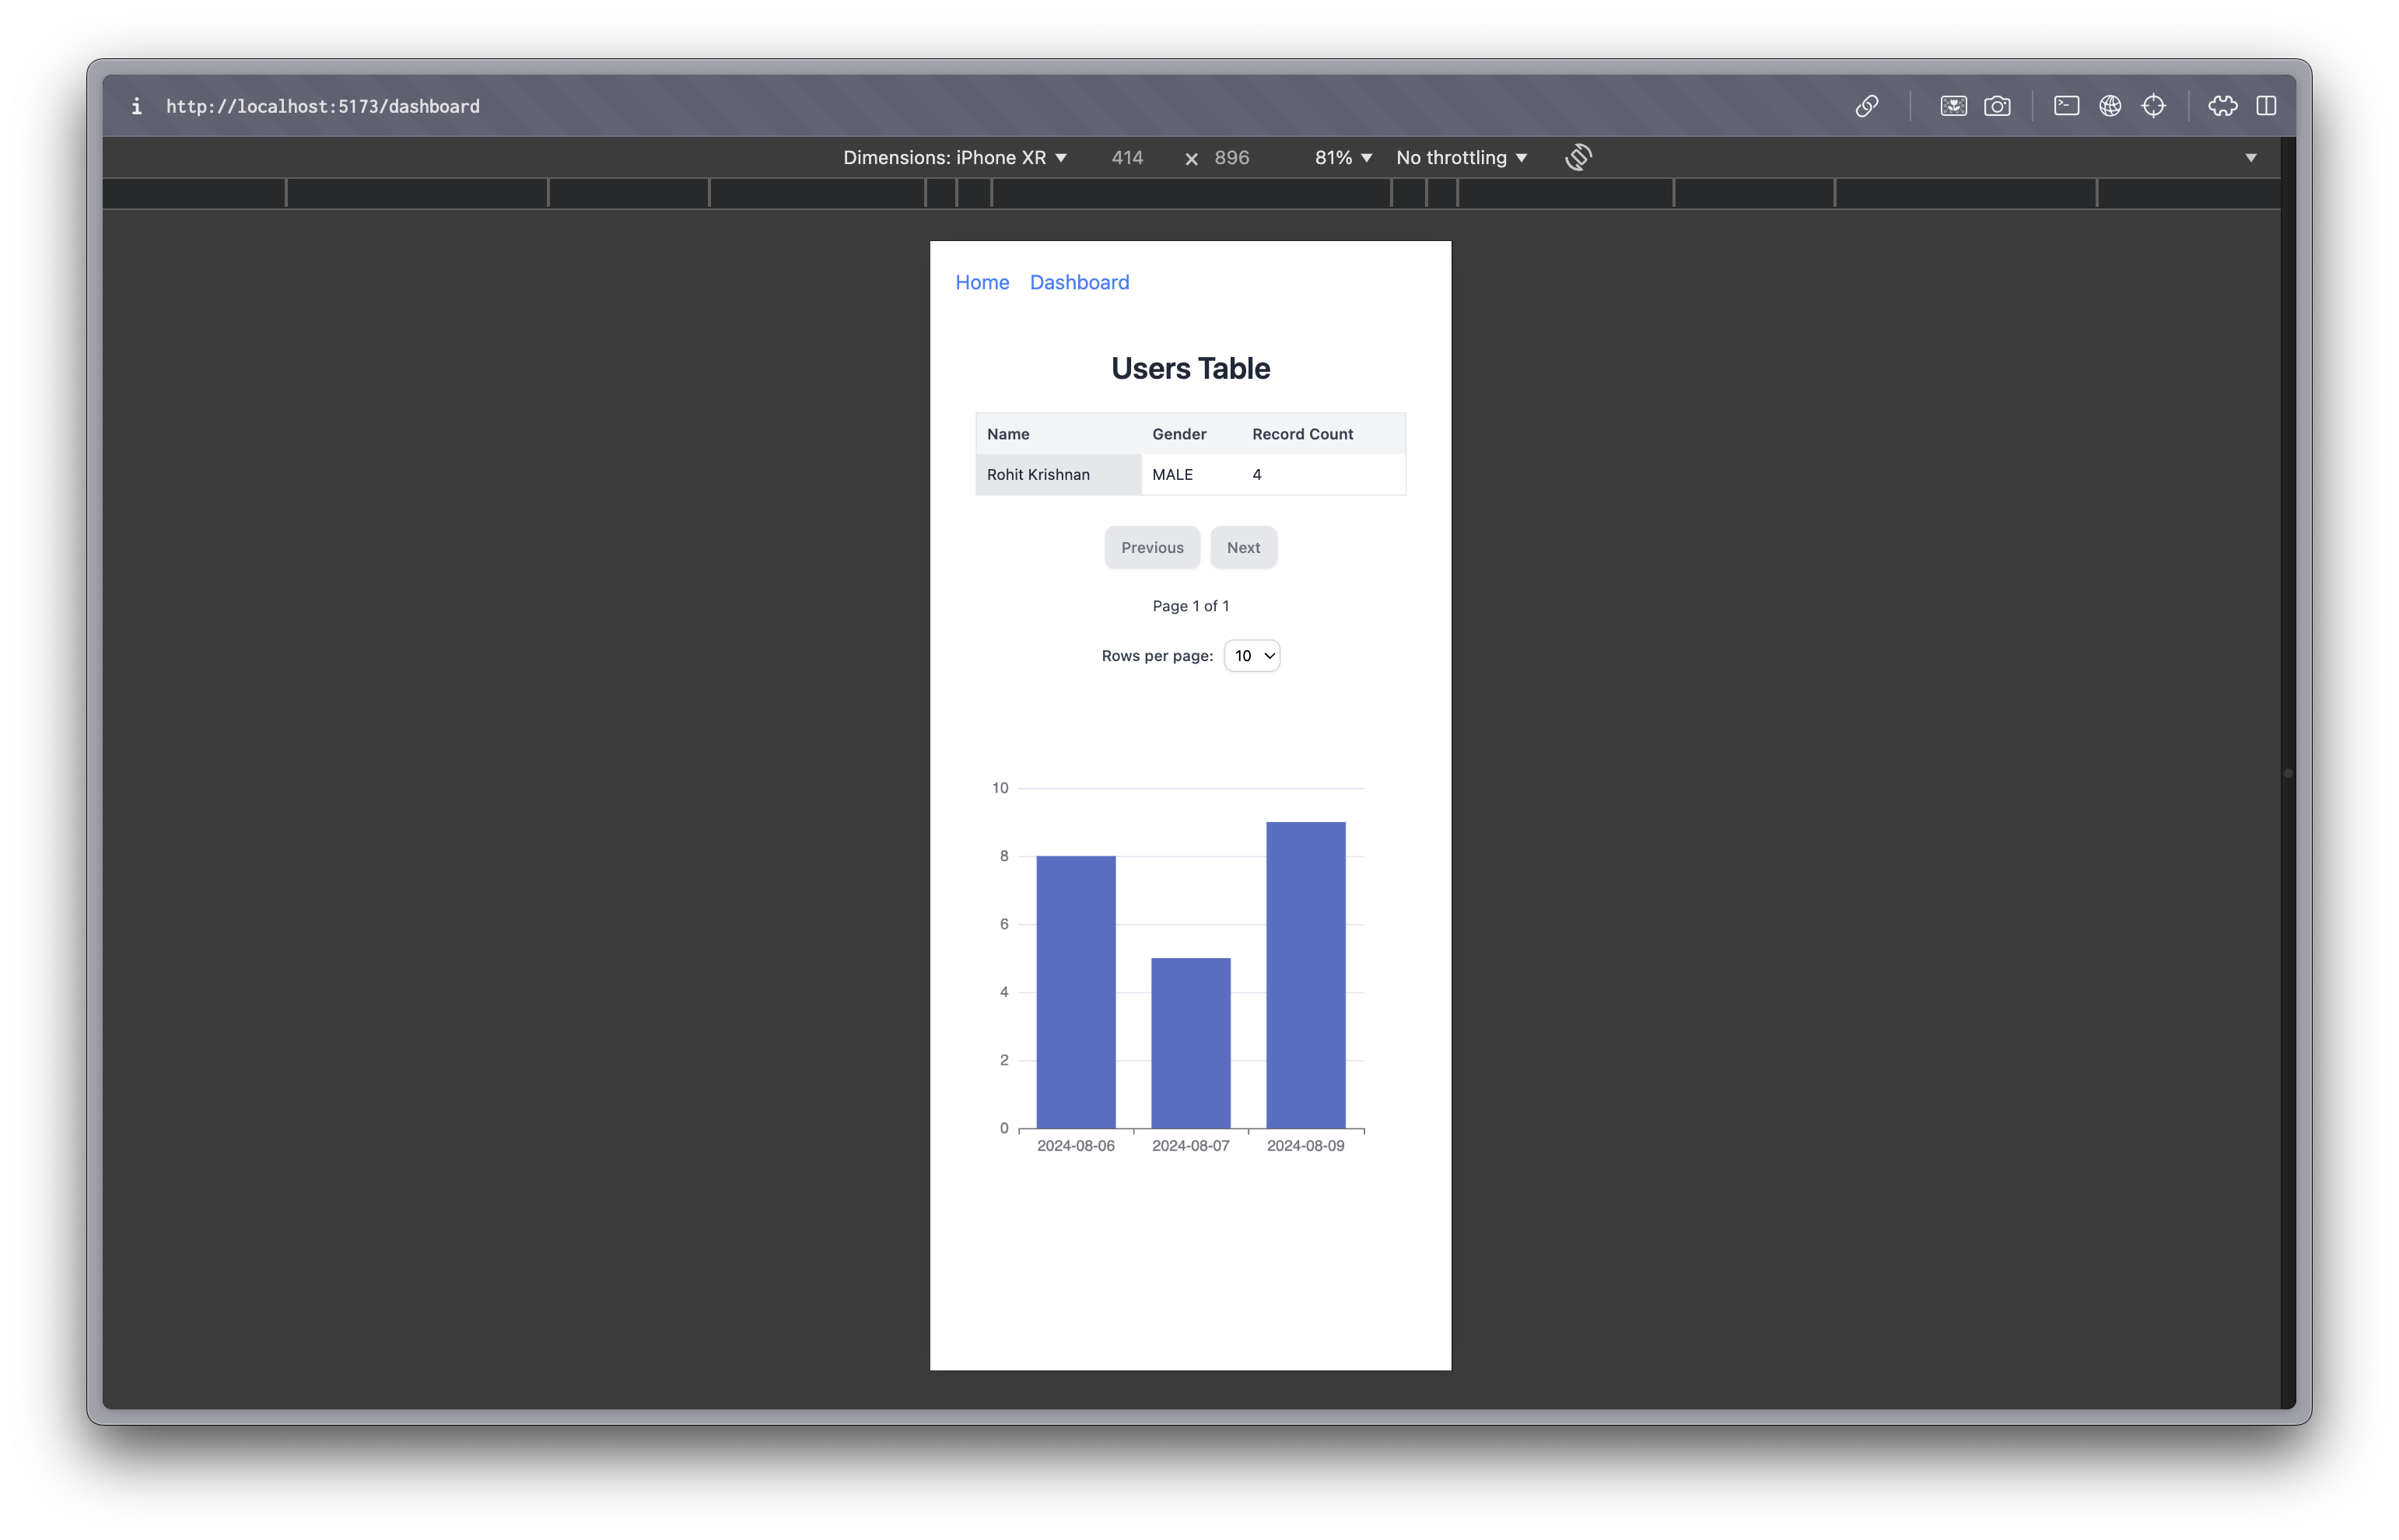 http://localhost:5173/dashboard
Dimensions: iPhone XR 414 × 896 81% No throttling
Home Dashboard
Users Table
Name Gender Record Count
Rohit Krishnan MALE 4
Previous Next
Page 1 of 1
Rows per page: 10
10
8
6
4
2
0
2024-08-06 2024-08-07 2024-08-09